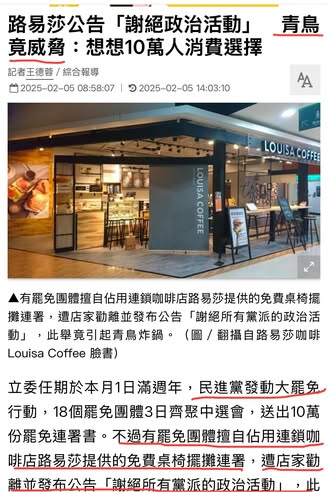 路易莎公告「謝絕政治活動」 青鳥
竟威脅：想想10萬人消費選擇
記者王德蓉 / 綜合報導
2025-02-05 08:58:07 2025-02-05 14:03:10
AA
LOUISA COFFEE
LOUISA COFFEE
▲有罷免團體擅自佔用連鎖咖啡店路易莎提供的免費桌椅擺
攤連署，遭店家勸離並發布公告「謝絕所有黨派的政治活
動」，此舉竟引起青鳥炸鍋。（圖 / 翻攝自路易莎咖啡
Louisa Coffee 臉書）
立委任期於本月1日滿週年，民進黨發動大罷免
行動，18個罷免團體3日齊聚中選會，送出10萬
份罷免連署書。不過有罷免團體擅自佔用連鎖咖
啡店路易莎提供的免費桌椅擺攤連署，遭店家勸
離並發布公告「謝絕所有黨派的政治活動」，此